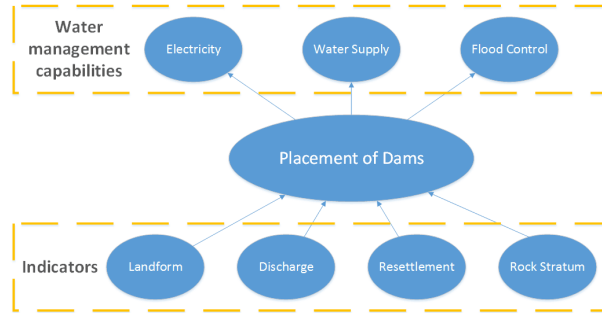 Water
management
capabilities
Electricity
Water Supply
Flood Control
Placement of Dams
Indicators
Landform
Discharge
Resettlement
Rock Stratum